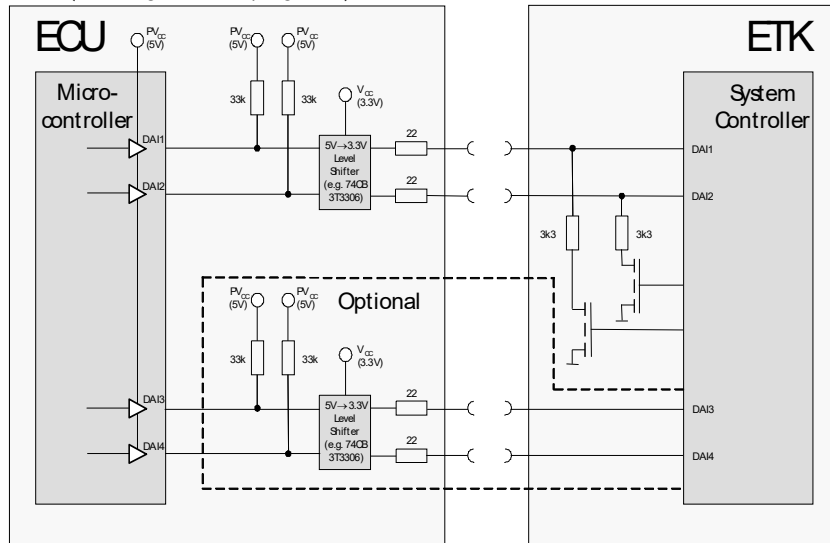 ECU
ETK
Micro-
controller
System
Controller
PVCC
(5V)
PVCC
(5V)
PVCC
(5V)
33k
33k
VCC
(3.3V)
DAI1
DAI2
5V→3.3V
Level
Shifter
(e.g. 74CB
3T3306)
22
22
DAI1
DAI2
3k3
3k3
Optional
PVCC
(5V)
PVCC
(5V)
33k
33k
VCC
(3.3V)
DAI3
DAI4
5V→3.3V
Level
Shifter
(e.g. 74CB
3T3306)
22
22
DAI3
DAI4